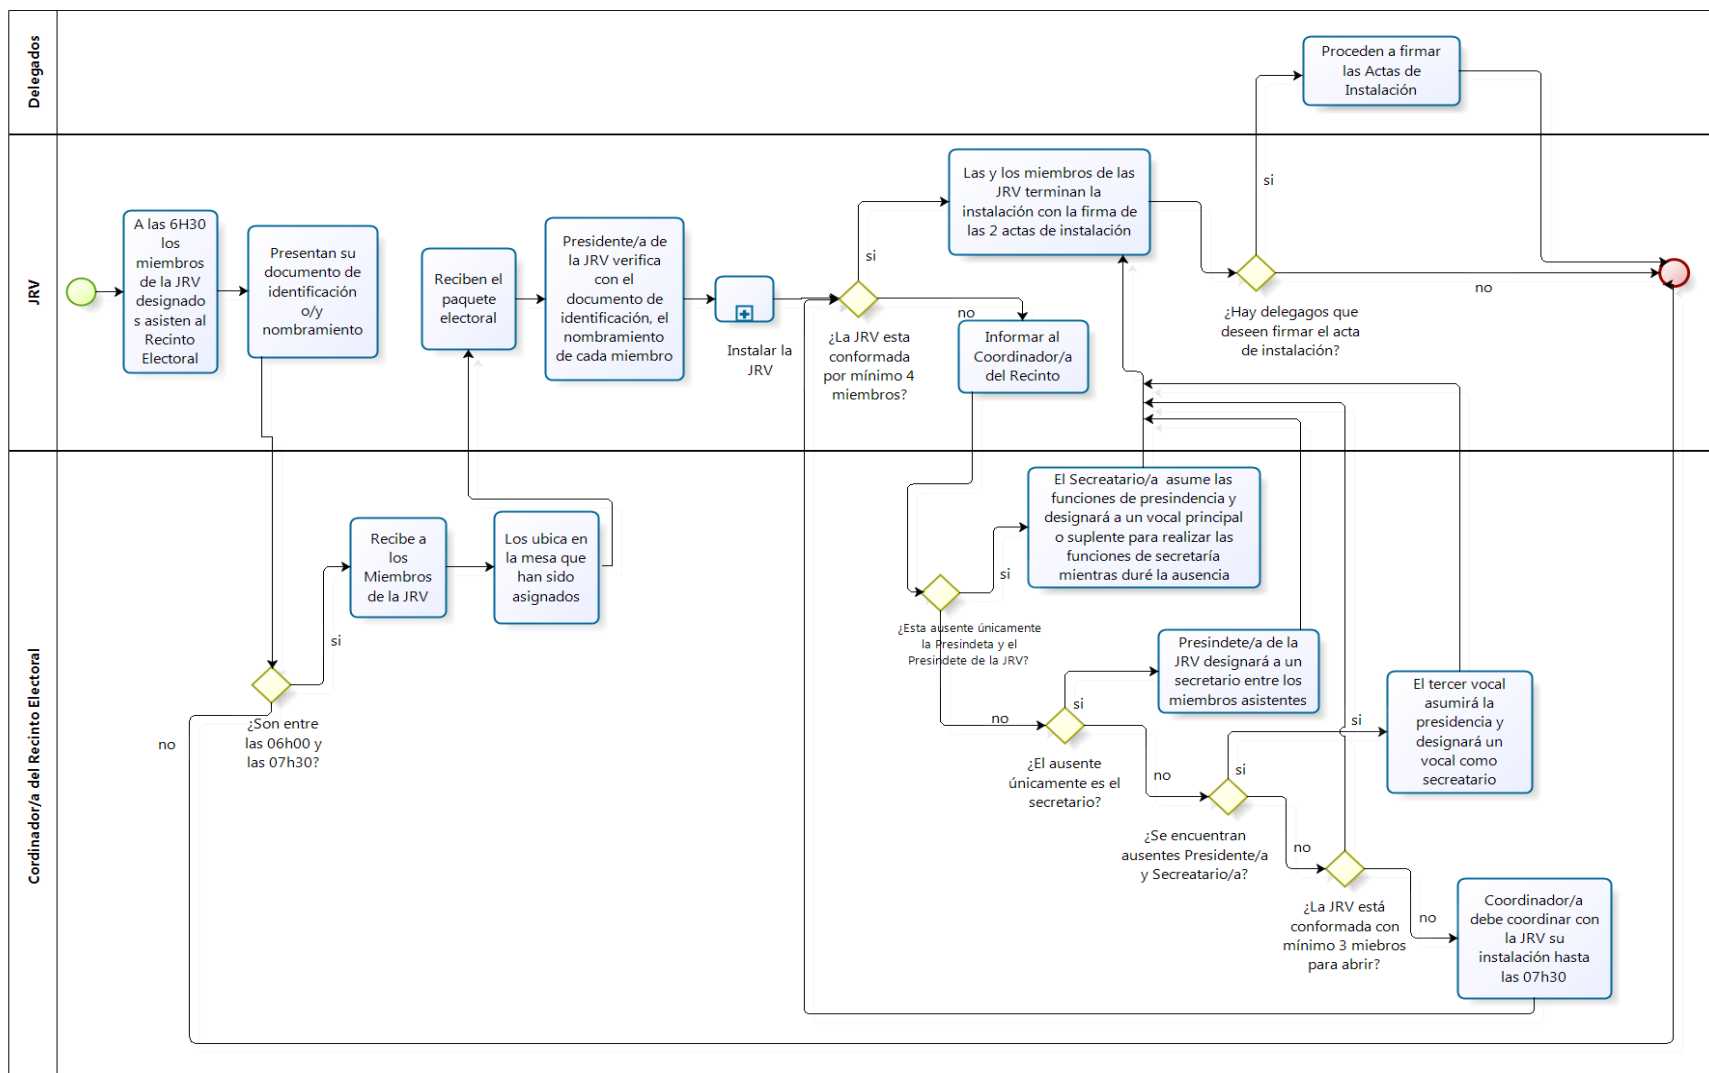 Delegados
Proceden a firmar
las Actas de
Instalación
si
JRV
A las 6H30
los
miembros
de la JRV
designado
s asisten al
Recinto
Electoral
Presentan su
documento de
identificación
o/y
nombramiento
Reciben el
paquete
electoral
Presidente/a de
la JRV verifica
con el
documento de
identificación, el
nombramiento
de cada miembro
Instalar la
JRV
¿La JRV esta
conformada
por mínimo 4
miembros?
si
no
Las y los miembros de las
JRV terminan la
instalación con la firma de
las 2 actas de instalación
Informar al
Coordinador/a
del Recinto
¿Hay delegagos que
deseen firmar el acta
de instalación?
no
Cordinador/a del Recinto Electoral
¿Son entre
las 06h00 y
las 07h30?
no
si
Recibe a
los
Miembros
de la JRV
Los ubica en
la mesa que
han sido
asignados
¿Esta ausente únicamente
la Presindeta y el
Presindete de la JRV?
si
El Secreatario/a  asume las
funciones de presindencia y
designará a un vocal principal
o suplente para realizar las
funciones de secretaría
mientras duré la ausencia
no
¿El ausente
únicamente es el
secretario?
si
Presindete/a de la
JRV designará a un
secretario entre los
miembros asistentes
no
¿Se encuentran
ausentes Presidente/a
y Secreatario/a?
si
El tercer vocal
asumirá la
presidencia y
designará un
vocal como
secreatario
no
¿La JRV está
conformada con
mínimo 3 miebros
para abrir?
si
no
Coordinador/a
debe coordinar con
la JRV su
instalación hasta
las 07h30